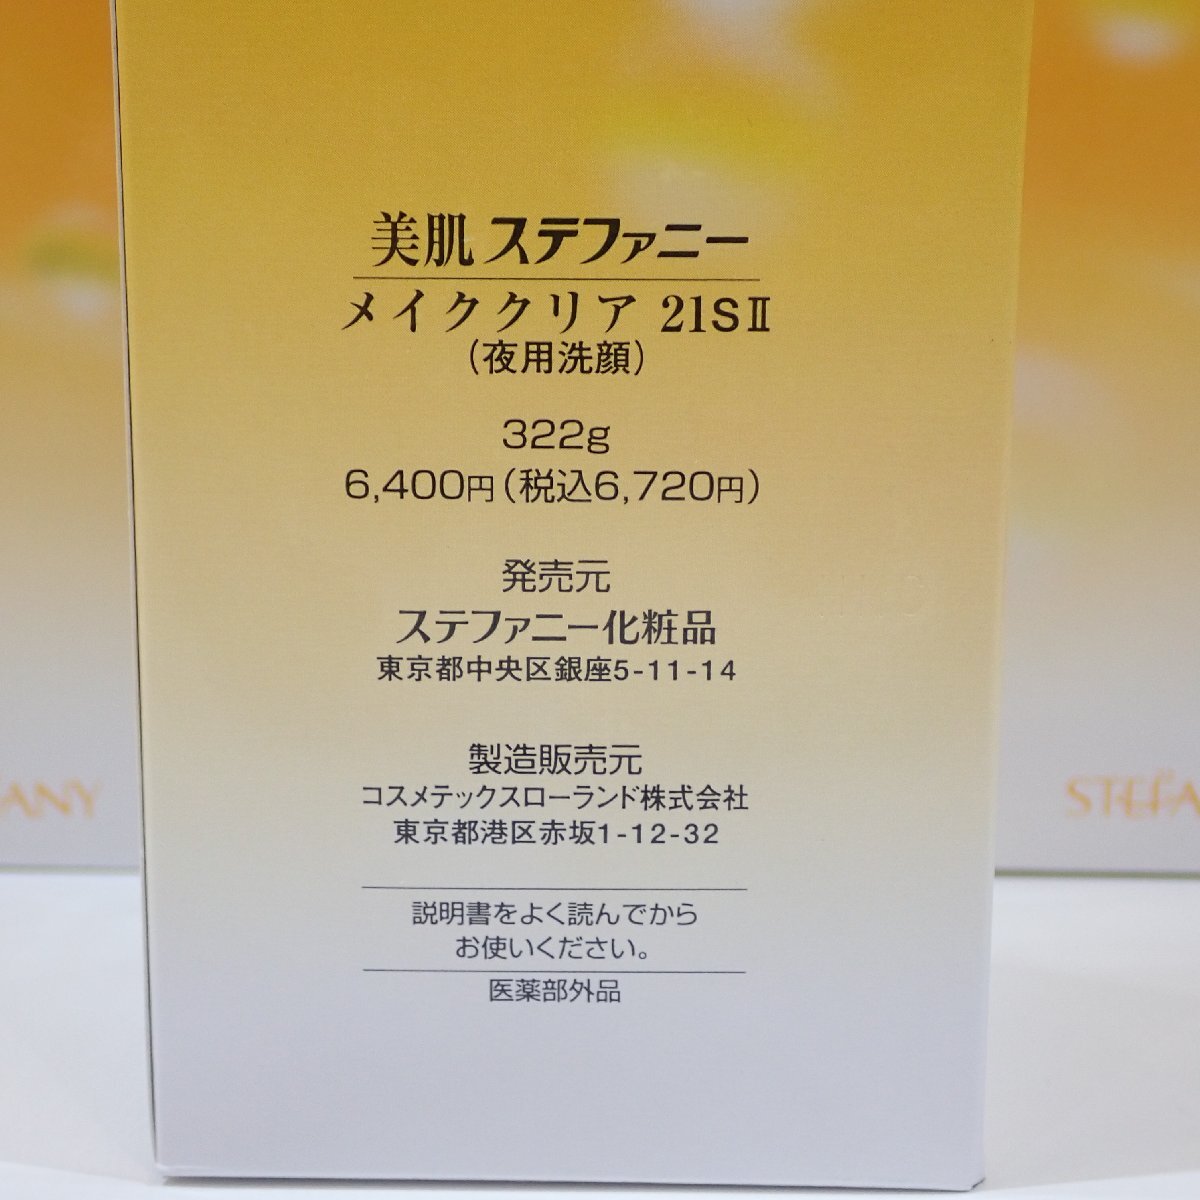 美肌 ステファニー
メイククリア 21SⅡ
(夜用洗顔)
322g
6,400円(税込6,720円)
発売元
ステファニー化粧品
東京都中央区銀座5-11-14
製造販売元
コスメテックスローランド株式会社
東京都港区赤坂1-12-32
説明書をよく読んでから
お使いください。
医薬部外品
ANY
STEFA